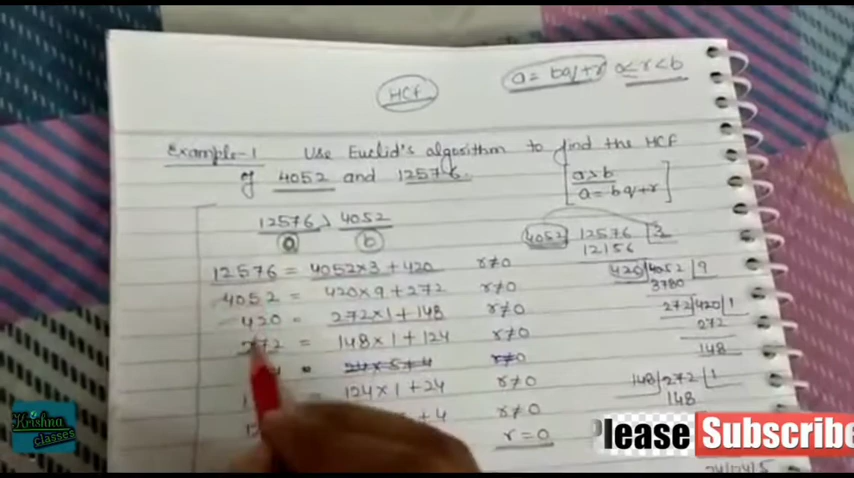 HCF
a = bq+r 0≤r<b
Example-1 Use Euclid's algorithm to find the HCF
of 4052 and 12576.
a>b
a = bq+r
12576 > 4052
a b
4052 12576 3
12156
12576 = 4052×3+420 r≠0
4052 = 420×9+272 r≠0
420 = 272×1+148 r≠0
272 = 148×1+124 r≠0
24×5+4 r≠0
124×1+24 r≠0
+4 r≠0
r=0
420 4052 9
3780
272 420 1
272
148
148 272 1
148
Krishna
classes
Please Subscribe